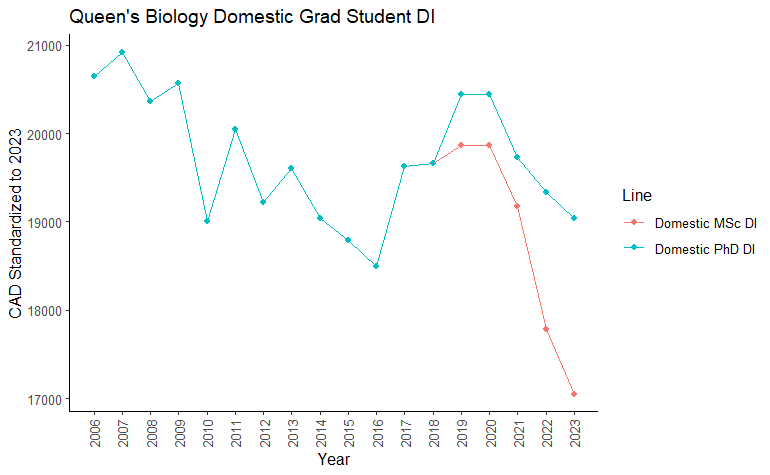 Queen's Biology Domestic Grad Student DI
CAD Standardized to 2023
21000
20000
19000
18000
17000
2006 2007 2008 2009 2010 2011 2012 2013 2014 2015 2016 2017 2018 2019 2020 2021 2022 2023
Year
Line
Domestic MSc DI
Domestic PhD DI